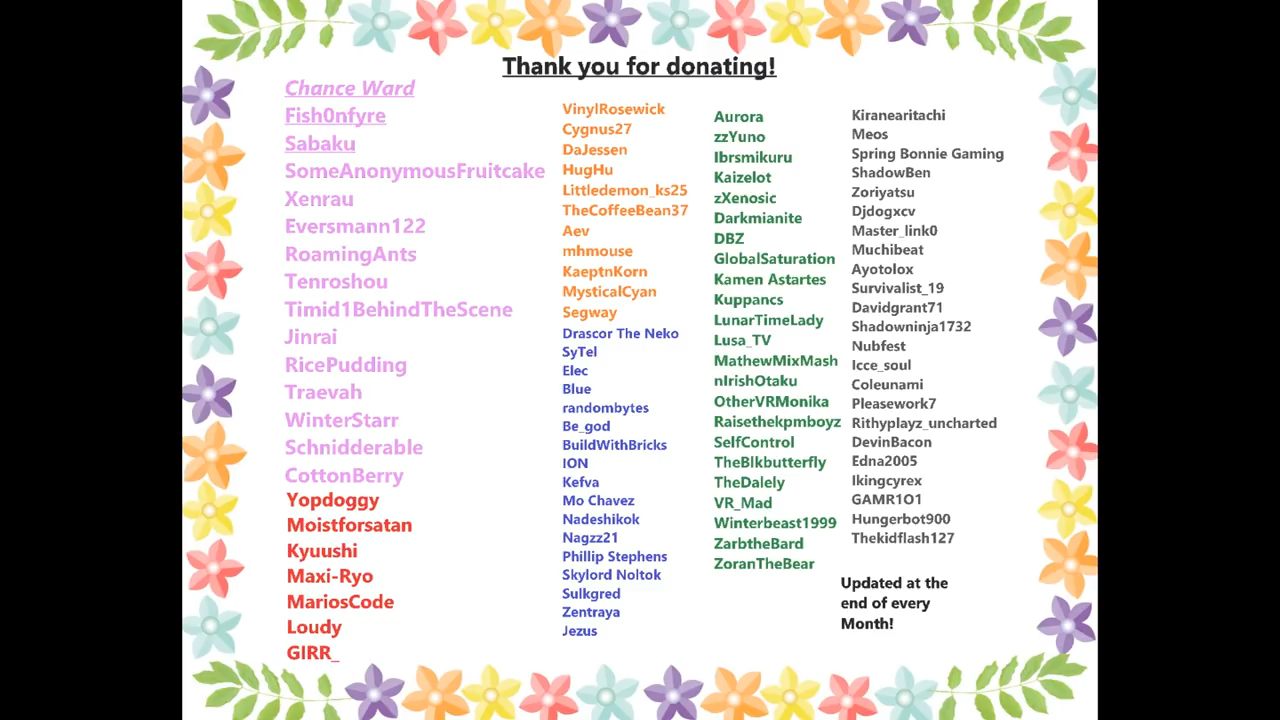 Thank you for donating!
Chance Ward
Fish0nfyre
Sabaku
SomeAnonymousFruitcake
Xenrau
Eversmann122
RoamingAnts
Tenroshou
Timid1BehindTheScene
Jinrai
RicePudding
Traevah
WinterStarr
Schnidderable
CottonBerry
Yopdoggy
Moistforsatan
Kyuushi
Maxi-Ryo
MariosCode
Loudy
GIRR_
VinylRosewick
Cygnus27
DaJessen
HugHu
Littledemon_ks25
TheCoffeeBean37
Aev
mhmouse
KaeptnKorn
MysticalCyan
Segway
Drascor The Neko
SyTel
Elec
Blue
randombytes
Be_god
BuildWithBricks
ION
Kefva
Mo Chavez
Nadeshikok
Nagzz21
Phillip Stephens
Skylord Noltok
Sulkgred
Zentraya
Jezus
Aurora
zzYuno
Ibrsmikuru
Kaizelot
zXenosic
Darkmianite
DBZ
GlobalSaturation
Kamen Astartes
Kuppancs
LunarTimeLady
Lusa_TV
MathewMixMash
nIrishOtaku
OtherVRMonika
Raisethekpmboyz
SelfControl
TheBlkbutterfly
TheDalely
VR_Mad
Winterbeast1999
ZarbtheBard
ZoranTheBear
Kiranearitachi
Meos
Spring Bonnie Gaming
ShadowBen
Zoriyatsu
Djdogxcv
Master_link0
Muchibeat
Ayotolox
Survivalist_19
Davidgrant71
Shadowninja1732
Nubfest
Icce_soul
Coleunami
Pleasework7
Rithyplayz_uncharted
DevinBacon
Edna2005
Ikingcyrex
GAMR1O1
Hungerbot900
Thekidflash127
Updated at the
end of every
Month!